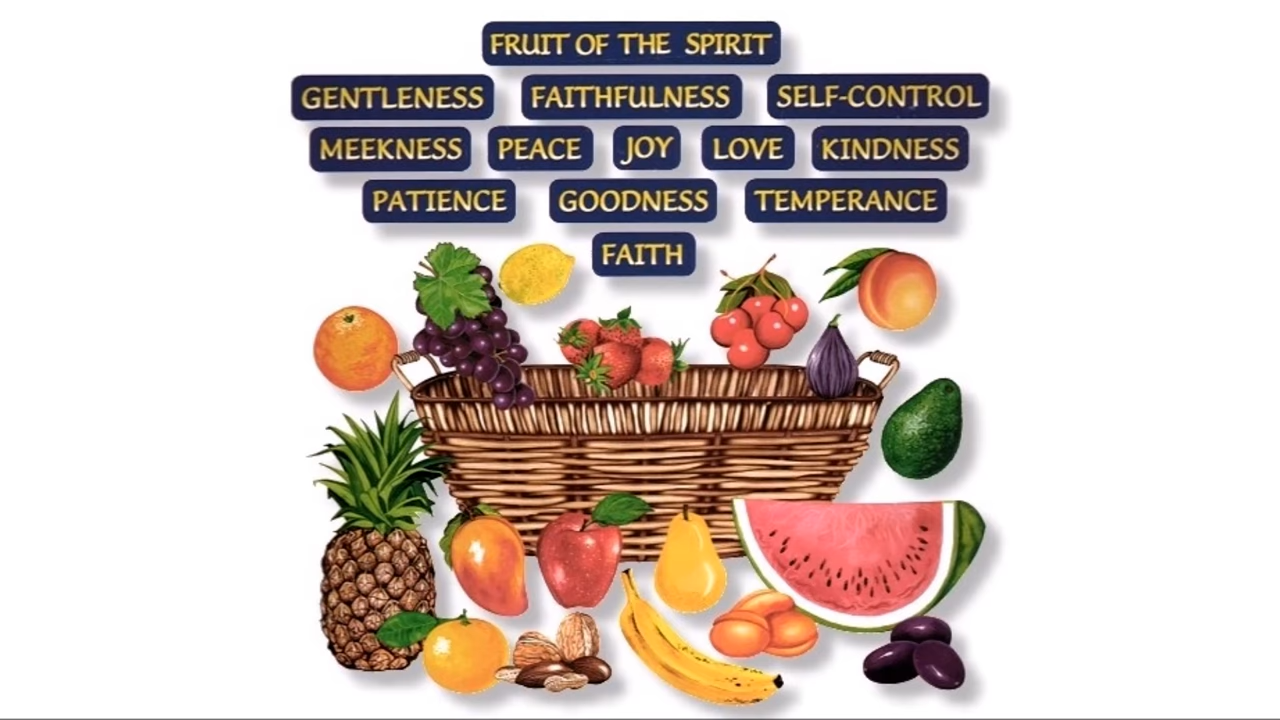 FRUIT OF THE SPIRIT
GENTLENESS FAITHFULNESS SELF-CONTROL
MEEKNESS PEACE JOY LOVE KINDNESS
PATIENCE GOODNESS TEMPERANCE
FAITH